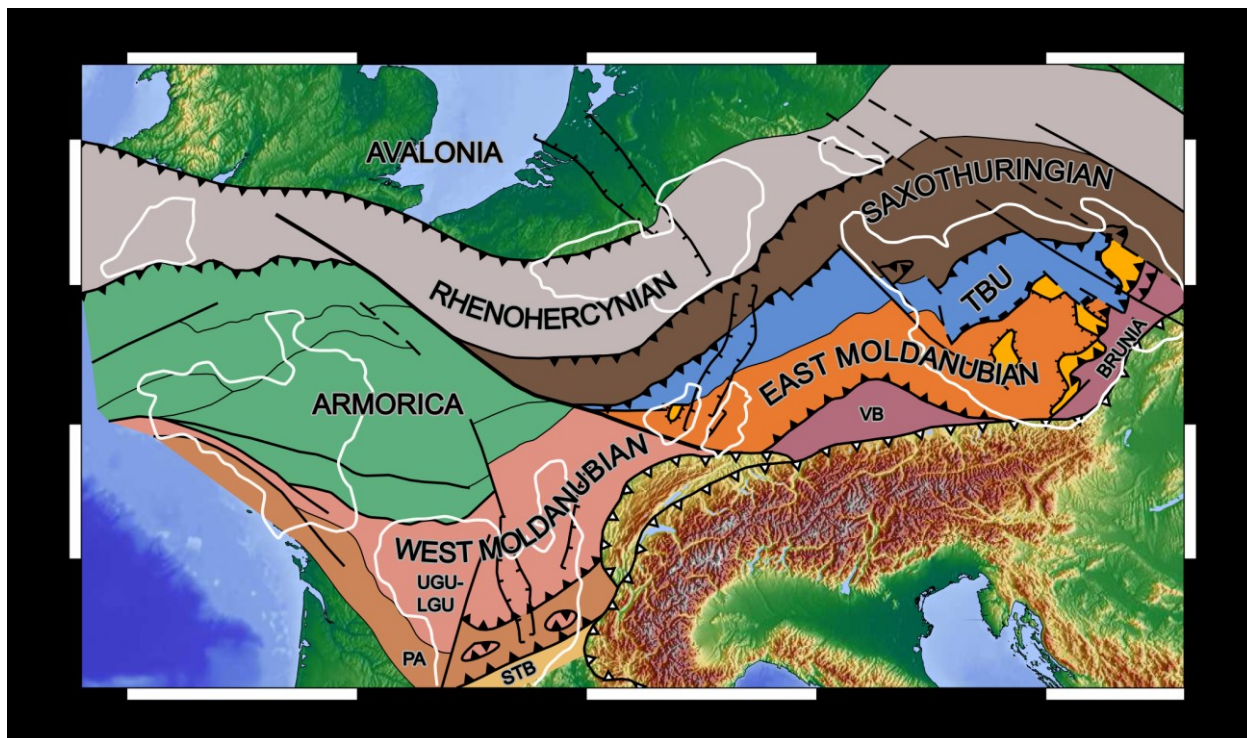 AVALONIA
SAXOTHURINGIAN
RHENOHERCYNIAN
TBU
BRUNIA
EAST MOLDANUBIAN
ARMORICA
VB
WEST MOLDANUBIAN
UGU-
LGU
PA
STB